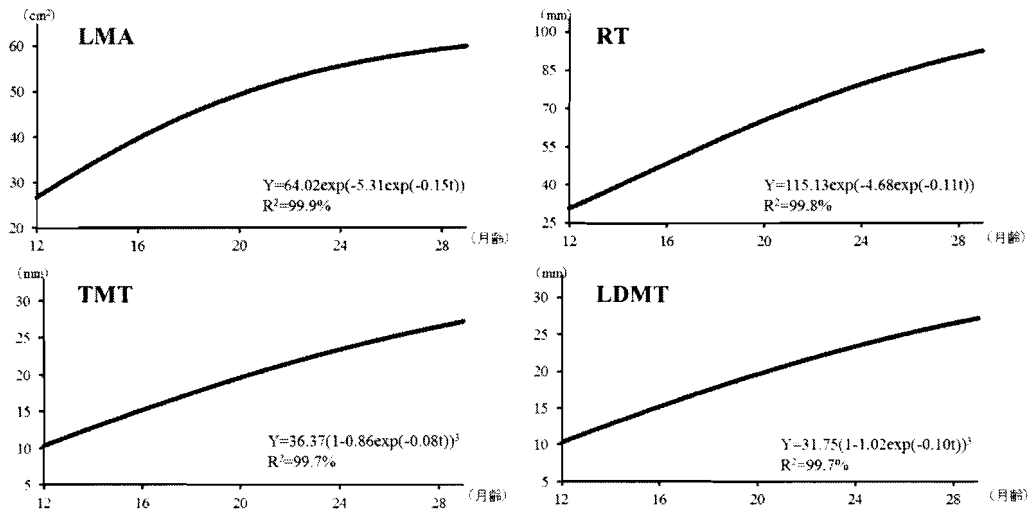 (cm²)
LMA
60
50
40
30
20
Y=64.02exp(-5.31exp(-0.15t))
R²=99.9%
12 16 20 24 28 (月齢)
(mm)
RT
100
85
70
55
40
25
Y=115.13exp(-4.68exp(-0.11t))
R²=99.8%
12 16 20 24 28 (月齢)
(mm)
TMT
30
25
20
15
10
5
Y=36.37(1-0.86exp(-0.08t))³
R²=99.7%
12 16 20 24 28 (月齢)
(mm)
LDMT
30
25
20
15
10
5
Y=31.75(1-1.02exp(-0.10t))³
R²=99.7%
12 16 20 24 28 (月齢)